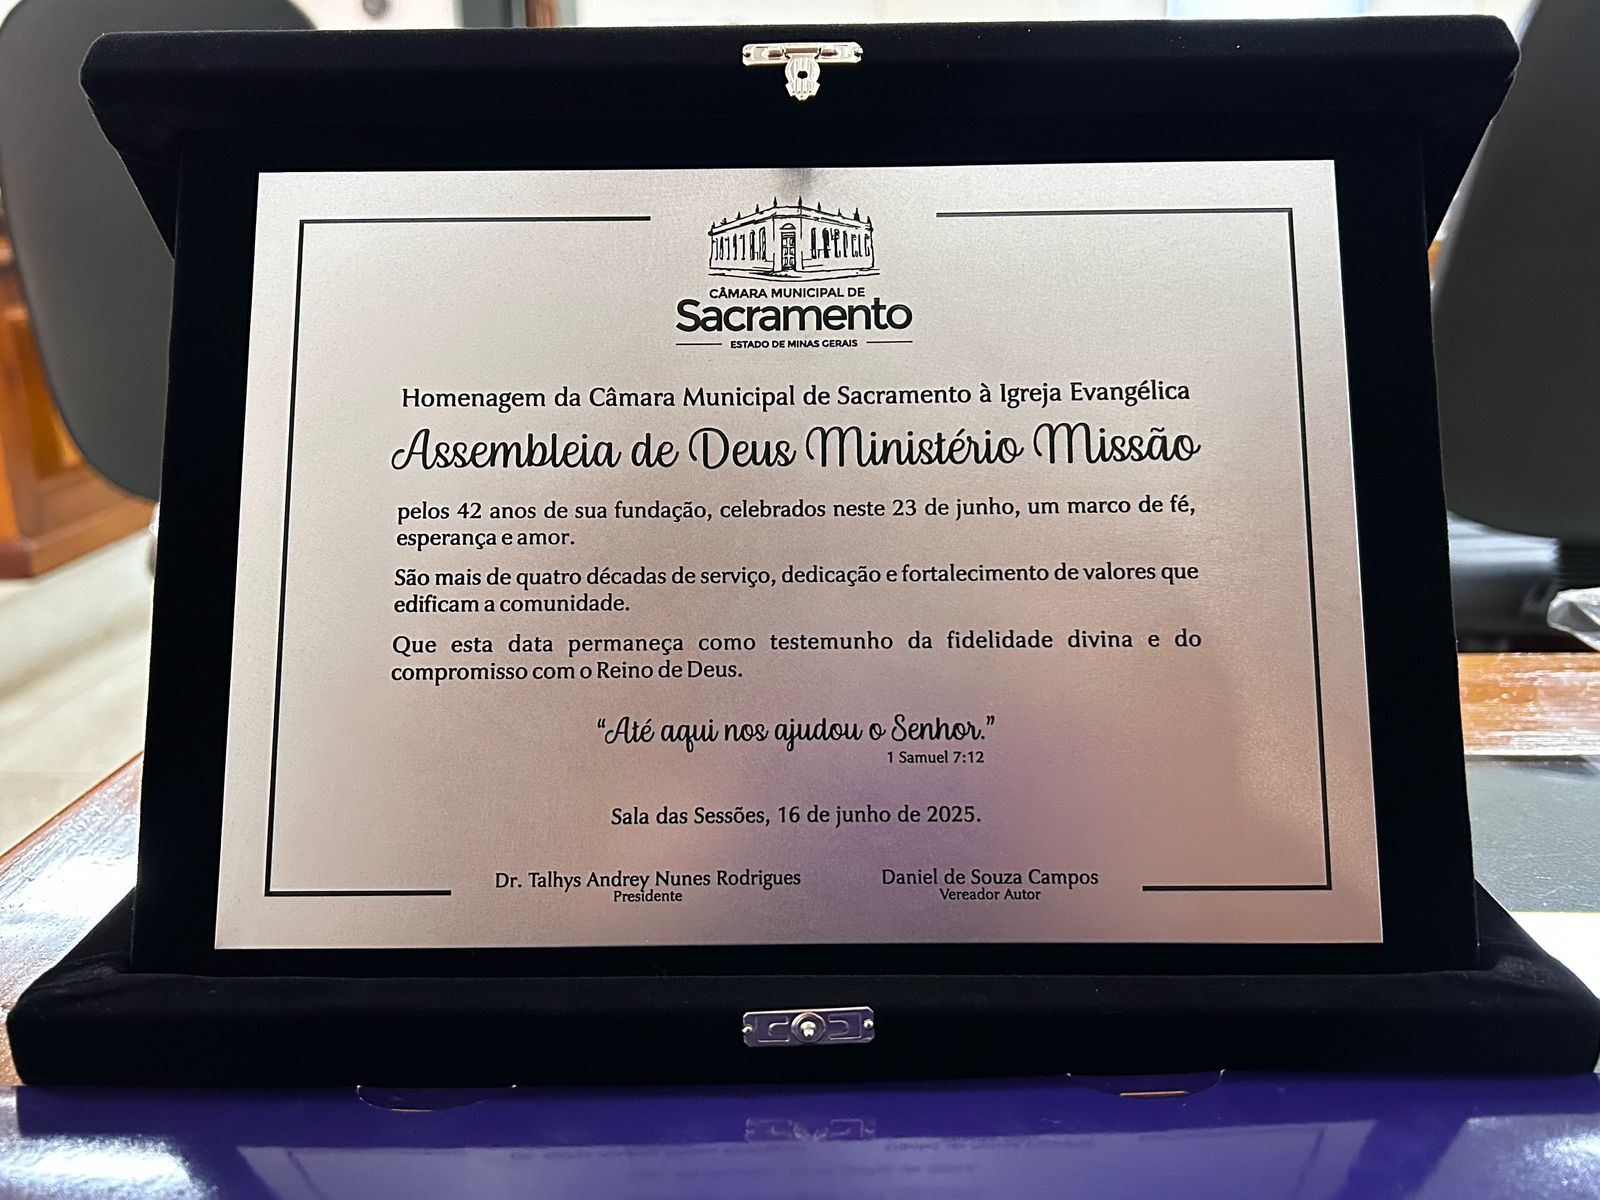 CÂMARA MUNICIPAL DE
Sacramento
ESTADO DE MINAS GERAIS
Homenagem da Câmara Municipal de Sacramento à Igreja Evangélica
Assembleia de Deus Ministério Missão
pelos 42 anos de sua fundação, celebrados neste 23 de junho, um marco de fé,
esperança e amor.
São mais de quatro décadas de serviço, dedicação e fortalecimento de valores que
edificam a comunidade.
Que esta data permaneça como testemunho da fidelidade divina e do
compromisso com o Reino de Deus.
“Até aqui nos ajudou o Senhor.”
1 Samuel 7:12
Sala das Sessões, 16 de junho de 2025.
Dr. Talhys Andrey Nunes Rodrigues
Presidente
Daniel de Souza Campos
Vereador Autor